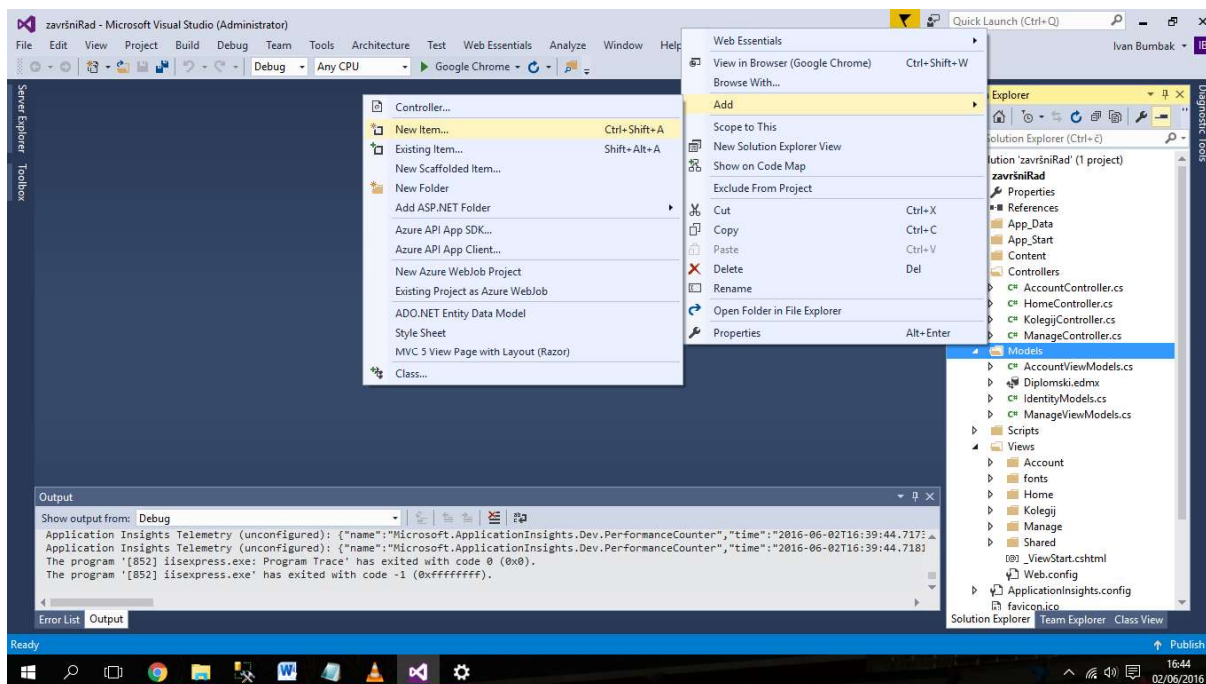 završniRad - Microsoft Visual Studio (Administrator)
Quick Launch (Ctrl+Q)
File Edit View Project Build Debug Team Tools Architecture Test Web Essentials Analyze Window Help
Ivan Bumbak
IB
Debug
Any CPU
Google Chrome
Server Explorer
Toolbox
Controller...
New Item... Ctrl+Shift+A
Existing Item... Shift+Alt+A
New Scaffolded Item...
New Folder
Add ASP.NET Folder
Azure API App SDK...
Azure API App Client...
New Azure WebJob Project
Existing Project as Azure WebJob
ADO.NET Entity Data Model
Style Sheet
MVC 5 View Page with Layout (Razor)
Class...
Web Essentials
View in Browser (Google Chrome) Ctrl+Shift+W
Browse With...
Add
Scope to This
New Solution Explorer View
Show on Code Map
Exclude From Project
Cut Ctrl+X
Copy Ctrl+C
Paste Ctrl+V
Delete Del
Rename
Open Folder in File Explorer
Properties Alt+Enter
Explorer
Diagnostic Tools
Solution Explorer (Ctrl+č)
lution 'završniRad' (1 project)
završniRad
Properties
References
App_Data
App_Start
Content
Controllers
C# AccountController.cs
C# HomeController.cs
C# KolegijController.cs
C# ManageController.cs
Models
C# AccountViewModels.cs
Diplomski.edmx
C# IdentityModels.cs
C# ManageViewModels.cs
Scripts
Views
Account
fonts
Home
Kolegij
Manage
Shared
[@] _ViewStart.cshtml
Web.config
ApplicationInsights.config
favicon.ico
Solution Explorer Team Explorer Class View
Output
Show output from: Debug
Application Insights Telemetry (unconfigured): {"name":"Microsoft.ApplicationInsights.Dev.PerformanceCounter","time":"2016-06-02T16:39:44.717
Application Insights Telemetry (unconfigured): {"name":"Microsoft.ApplicationInsights.Dev.PerformanceCounter","time":"2016-06-02T16:39:44.718
The program '[852] iisexpress.exe: Program Trace' has exited with code 0 (0x0).
The program '[852] iisexpress.exe' has exited with code -1 (0xffffffff).
Error List Output
Ready
Publish
16:44
02/06/2016